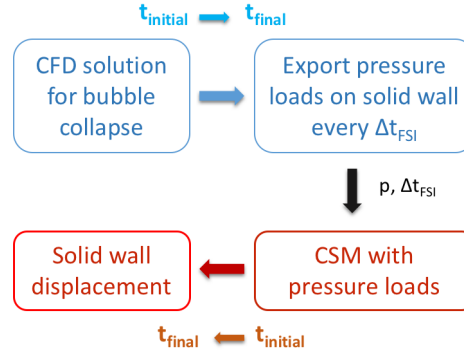 t_initial → t_final
CFD solution
for bubble
collapse
Export pressure
loads on solid wall
every Δt_FSI
p, Δt_FSI
Solid wall
displacement
CSM with
pressure loads
t_final ← t_initial